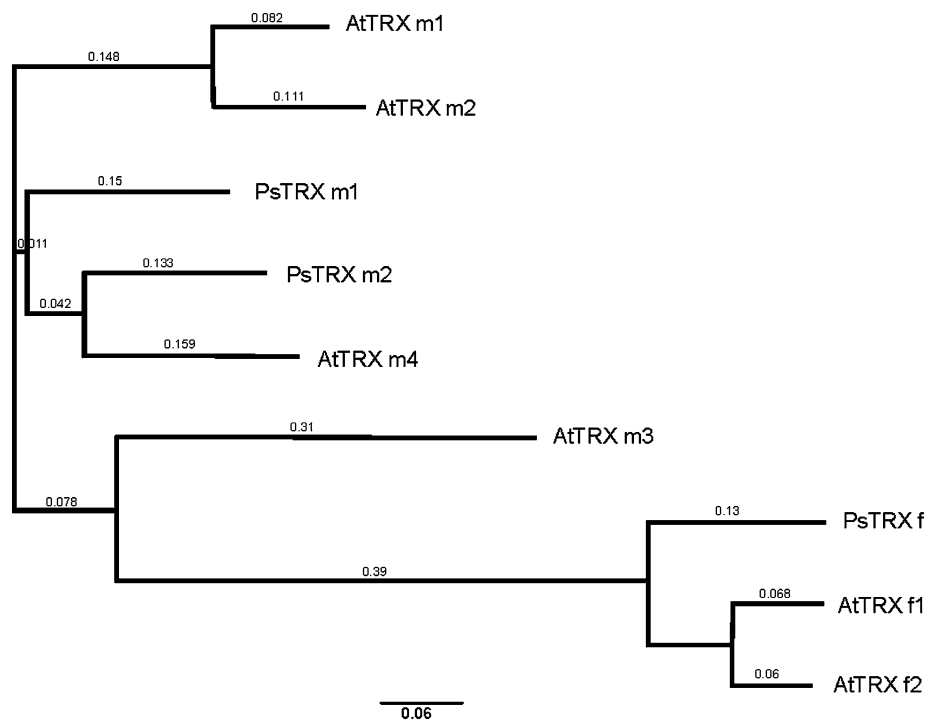 0.082
AtTRX m1
0.148
0.111
AtTRX m2
0.15
PsTRX m1
0.011
0.133
PsTRX m2
0.042
0.159
AtTRX m4
0.31
AtTRX m3
0.078
0.13
PsTRX f
0.39
0.068
AtTRX f1
0.06
AtTRX f2
0.06